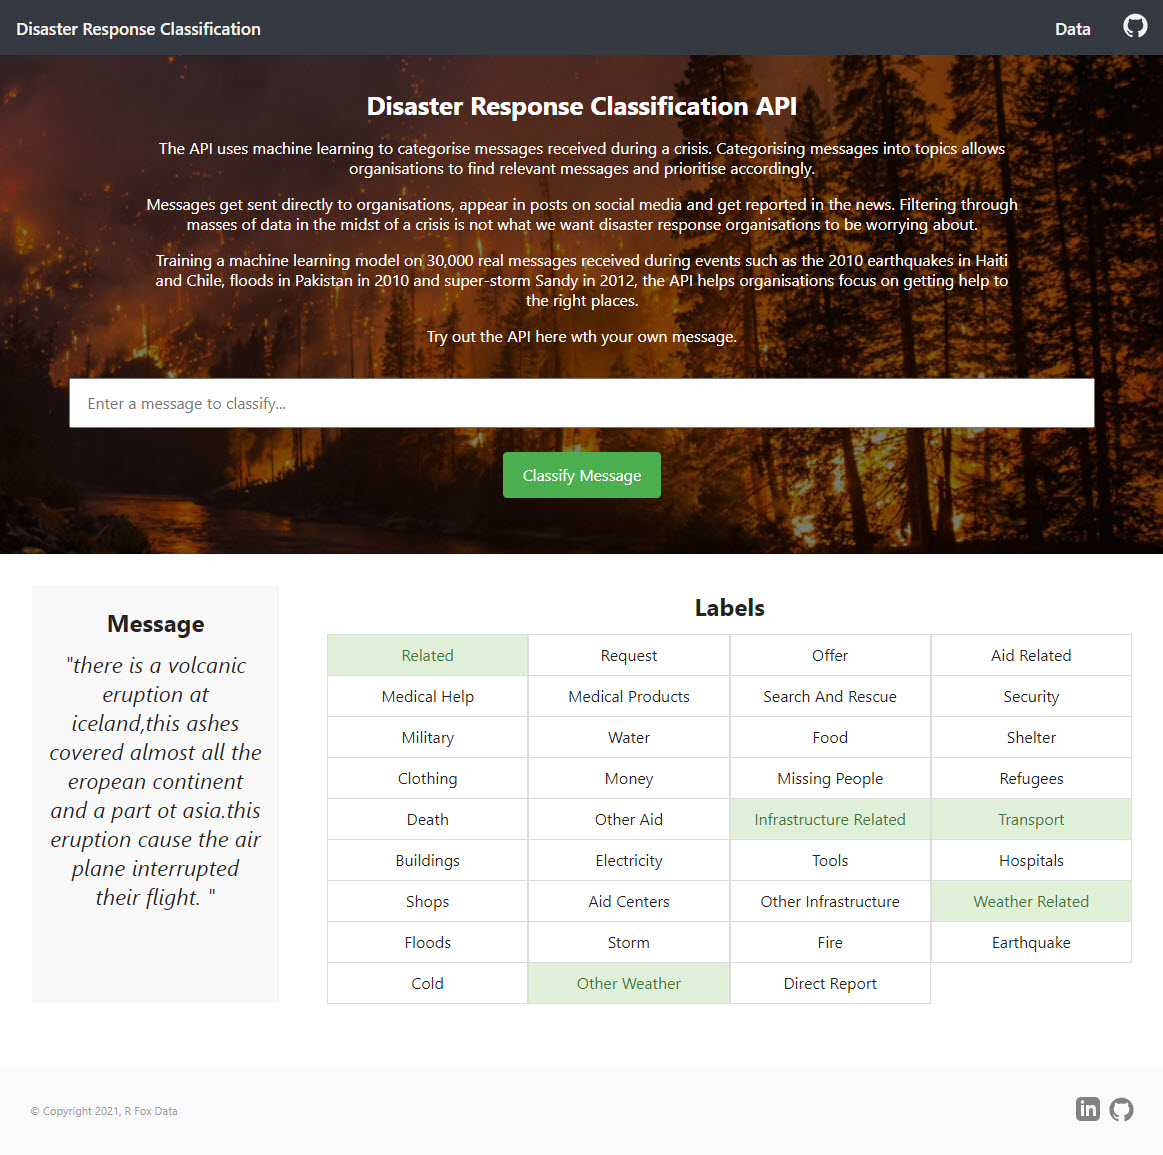 Disaster Response Classification
Data
Disaster Response Classification API
The API uses machine learning to categorise messages received during a crisis. Categorising messages into topics allows
organisations to find relevant messages and prioritise accordingly.
Messages get sent directly to organisations, appear in posts on social media and get reported in the news. Filtering through
masses of data in the midst of a crisis is not what we want disaster response organisations to be worrying about.
Training a machine learning model on 30,000 real messages received during events such as the 2010 earthquakes in Haiti
and Chile, floods in Pakistan in 2010 and super-storm Sandy in 2012, the API helps organisations focus on getting help to
the right places.
Try out the API here wth your own message.
Enter a message to classify...
Classify Message
Message
"there is a volcanic
eruption at
iceland,this ashes
covered almost all the
eropean continent
and a part ot asia.this
eruption cause the air
plane interrupted
their flight. "
Labels
Related Request Offer Aid Related
Medical Help Medical Products Search And Rescue Security
Military Water Food Shelter
Clothing Money Missing People Refugees
Death Other Aid Infrastructure Related Transport
Buildings Electricity Tools Hospitals
Shops Aid Centers Other Infrastructure Weather Related
Floods Storm Fire Earthquake
Cold Other Weather Direct Report
© Copyright 2021, R Fox Data
in